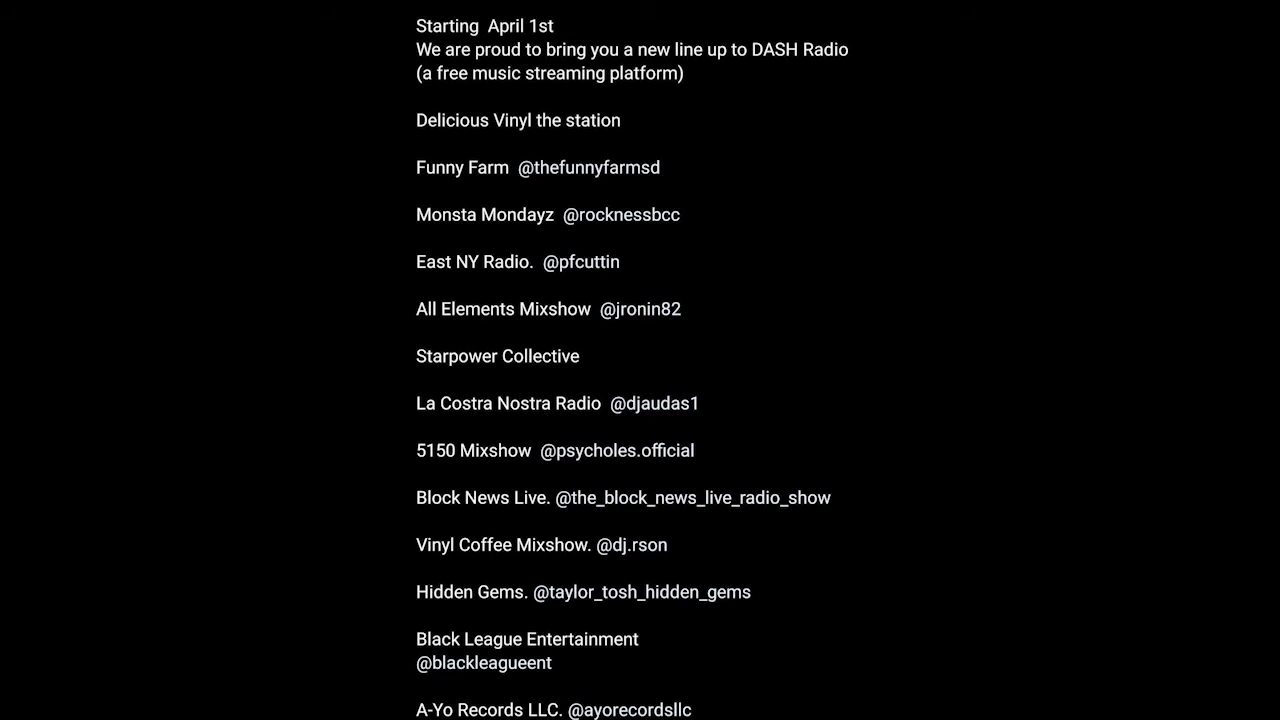 Starting  April 1st
We are proud to bring you a new line up to DASH Radio
(a free music streaming platform)
Delicious Vinyl the station
Funny Farm  @thefunnyfarmsd
Monsta Mondayz  @rocknessbcc
East NY Radio.  @pfcuttin
All Elements Mixshow  @jronin82
Starpower Collective
La Costra Nostra Radio  @djaudas1
5150 Mixshow  @psycholes.official
Block News Live. @the_block_news_live_radio_show
Vinyl Coffee Mixshow. @dj.rson
Hidden Gems. @taylor_tosh_hidden_gems
Black League Entertainment
@blackleagueent
A-Yo Records LLC. @ayorecordsllc